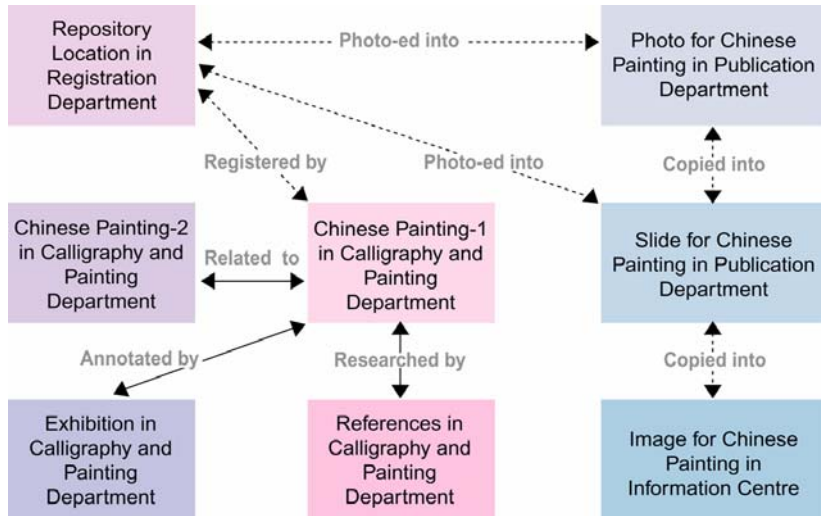 Repository
Location in
Registration
Department
Photo-ed into
Photo for Chinese
Painting in Publication
Department
Registered by
Photo-ed into
Copied into
Chinese Painting-2
in Calligraphy and
Painting
Department
Related to
Chinese Painting-1
in Calligraphy and
Painting
Department
Slide for Chinese
Painting in Publication
Department
Annotated by
Researched by
Copied into
Exhibition in
Calligraphy and
Painting
Department
References in
Calligraphy and
Painting
Department
Image for Chinese
Painting in
Information Centre